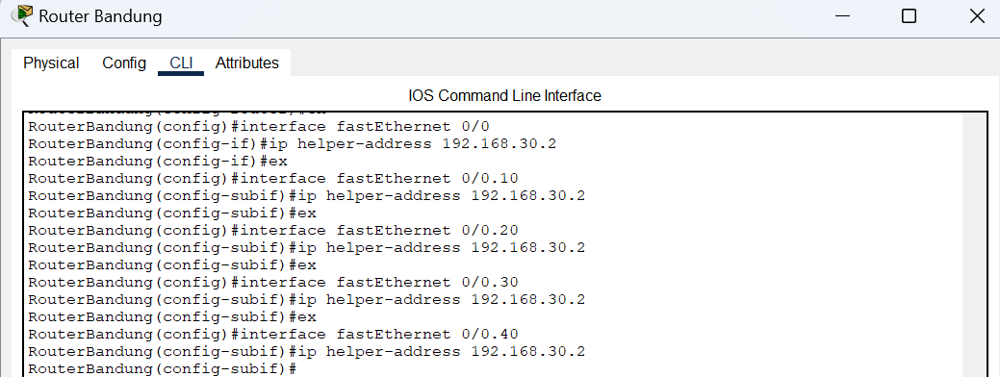 Router Bandung
Physical Config CLI Attributes
IOS Command Line Interface
RouterBandung(config)#interface fastEthernet 0/0
RouterBandung(config-if)#ip helper-address 192.168.30.2
RouterBandung(config-if)#ex
RouterBandung(config)#interface fastEthernet 0/0.10
RouterBandung(config-subif)#ip helper-address 192.168.30.2
RouterBandung(config-subif)#ex
RouterBandung(config)#interface fastEthernet 0/0.20
RouterBandung(config-subif)#ip helper-address 192.168.30.2
RouterBandung(config-subif)#ex
RouterBandung(config)#interface fastEthernet 0/0.30
RouterBandung(config-subif)#ip helper-address 192.168.30.2
RouterBandung(config-subif)#ex
RouterBandung(config)#interface fastEthernet 0/0.40
RouterBandung(config-subif)#ip helper-address 192.168.30.2
RouterBandung(config-subif)#